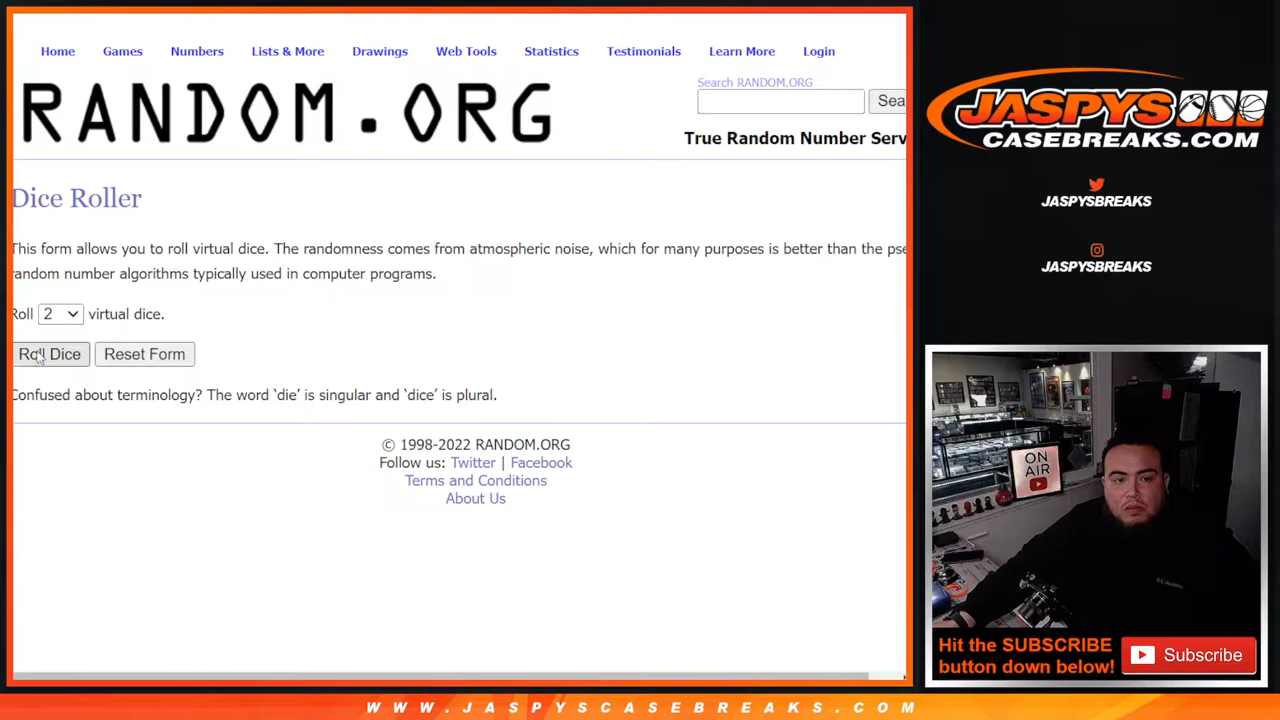 Home Games Numbers Lists & More Drawings Web Tools Statistics Testimonials Learn More Login
RANDOM.ORG
Search RANDOM.ORG
Sea
True Random Number Serv
Dice Roller
This form allows you to roll virtual dice. The randomness comes from atmospheric noise, which for many purposes is better than the pse
random number algorithms typically used in computer programs.
Roll 2 virtual dice.
Roll Dice Reset Form
Confused about terminology? The word ‘die’ is singular and ‘dice’ is plural.
© 1998-2022 RANDOM.ORG
Follow us: Twitter | Facebook
Terms and Conditions
About Us
JASPYS
CASEBREAKS.COM
JASPYSBREAKS
JASPYSBREAKS
ON
AIR
Hit the SUBSCRIBE
button down below!
Subscribe
WWW.JASPYSCASEBREAKS.COM